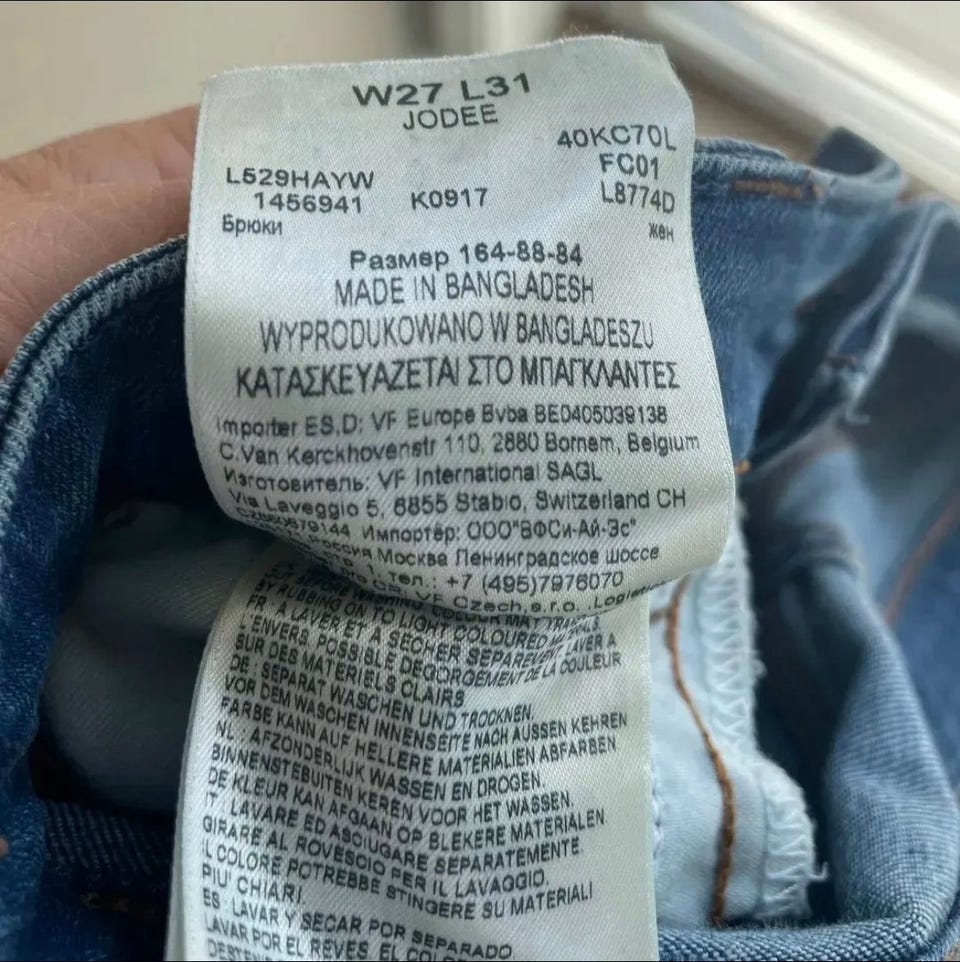 W27 L31
JODEE
40KC70L
FC01
L8774D
L529HAYW
1456941 K0917
Брюки жен
Размер 164-88-84
MADE IN BANGLADESH
WYPRODUKOWANO W BANGLADESZU
ΚΑΤΑΣΚΕΥΑΖΕΤΑΙ ΣΤΟ ΜΠΑΓΚΛΑΝΤΕΣ
Importer ES.D: VF Europe Bvba BE0405039138
C.Van Kerckhovenstr 110, 2880 Bornem, Belgium
Изготовитель: VF International SAGL
Via Laveggio 5, 6855 Stabio, Switzerland CH
Импортёр: ООО"ВФСи-Ай-Эс"
Россия Москва Ленинградское шоссе
тел.: +7 (495)7976070
VF Czech,s.r.o.
RUBBING ON TO LIGHT COLOURED
FR: A LAVER ET A SECHER SEPAREMENT LAVER A
L'ENVERS POSSIBLE DEGORGEMENT DE LA COULEUR
SUR DES MATERIELS CLAIRS
DE: SEPARAT WASCHEN UND TROCKNEN.
VOR DEM WASCHEN INNENSEITE NACH AUSSEN KEHREN
FARBE KANN AUF HELLERE MATERIALIEN ABFARBEN
NL: AFZONDERLIJK WASSEN EN DROGEN.
BINNENSTEBUITEN KEREN VOOR HET WASSEN.
DE KLEUR KAN AFGAAN OP BLEKERE MATERIALEN
IT: LAVARE ED ASCIUGARE SEPARATEMENTE.
GIRARE AL ROVESCIO PER IL LAVAGGIO.
IL COLORE POTREBBE STINGERE SU MATERIALI
PIU' CHIARI.
ES: LAVAR Y SECAR POR SEPARADO
LAVAR POR EL REVES. EL